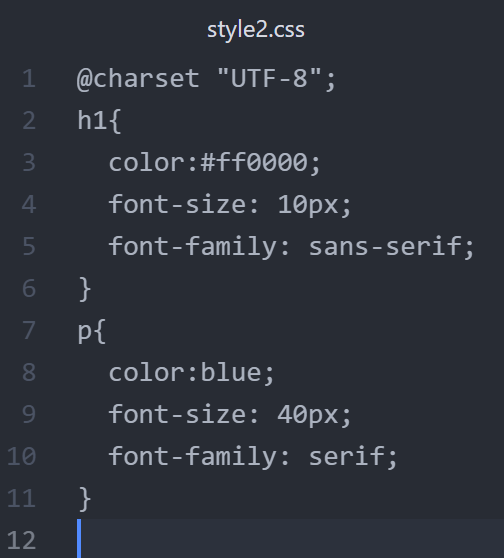 style2.css
1 @charset "UTF-8";
2 h1{
3   color:#ff0000;
4   font-size: 10px;
5   font-family: sans-serif;
6 }
7 p{
8   color:blue;
9   font-size: 40px;
10   font-family: serif;
11 }
12